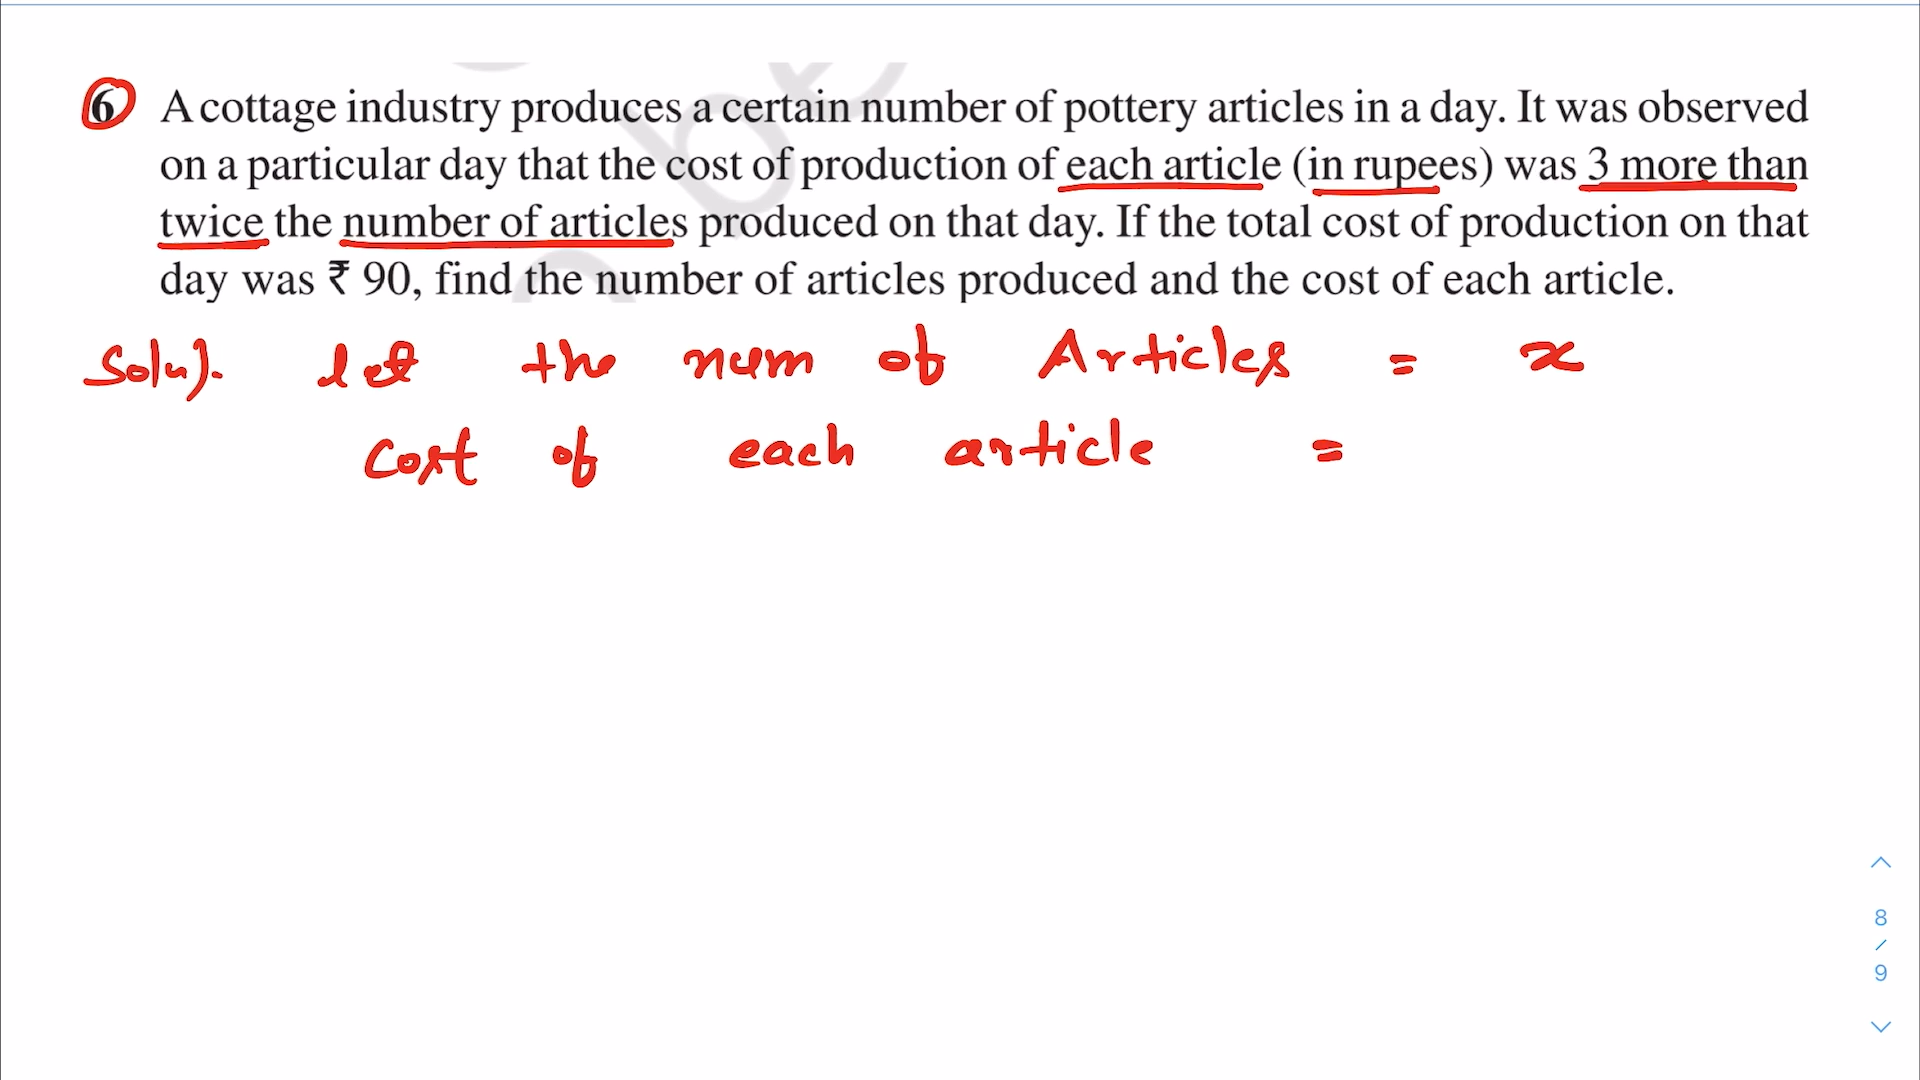 6 A cottage industry produces a certain number of pottery articles in a day. It was observed
on a particular day that the cost of production of each article (in rupees) was 3 more than
twice the number of articles produced on that day. If the total cost of production on that
day was ₹ 90, find the number of articles produced and the cost of each article.
Soln). let the num of Articles = x
Cost of each article =
8
/
9